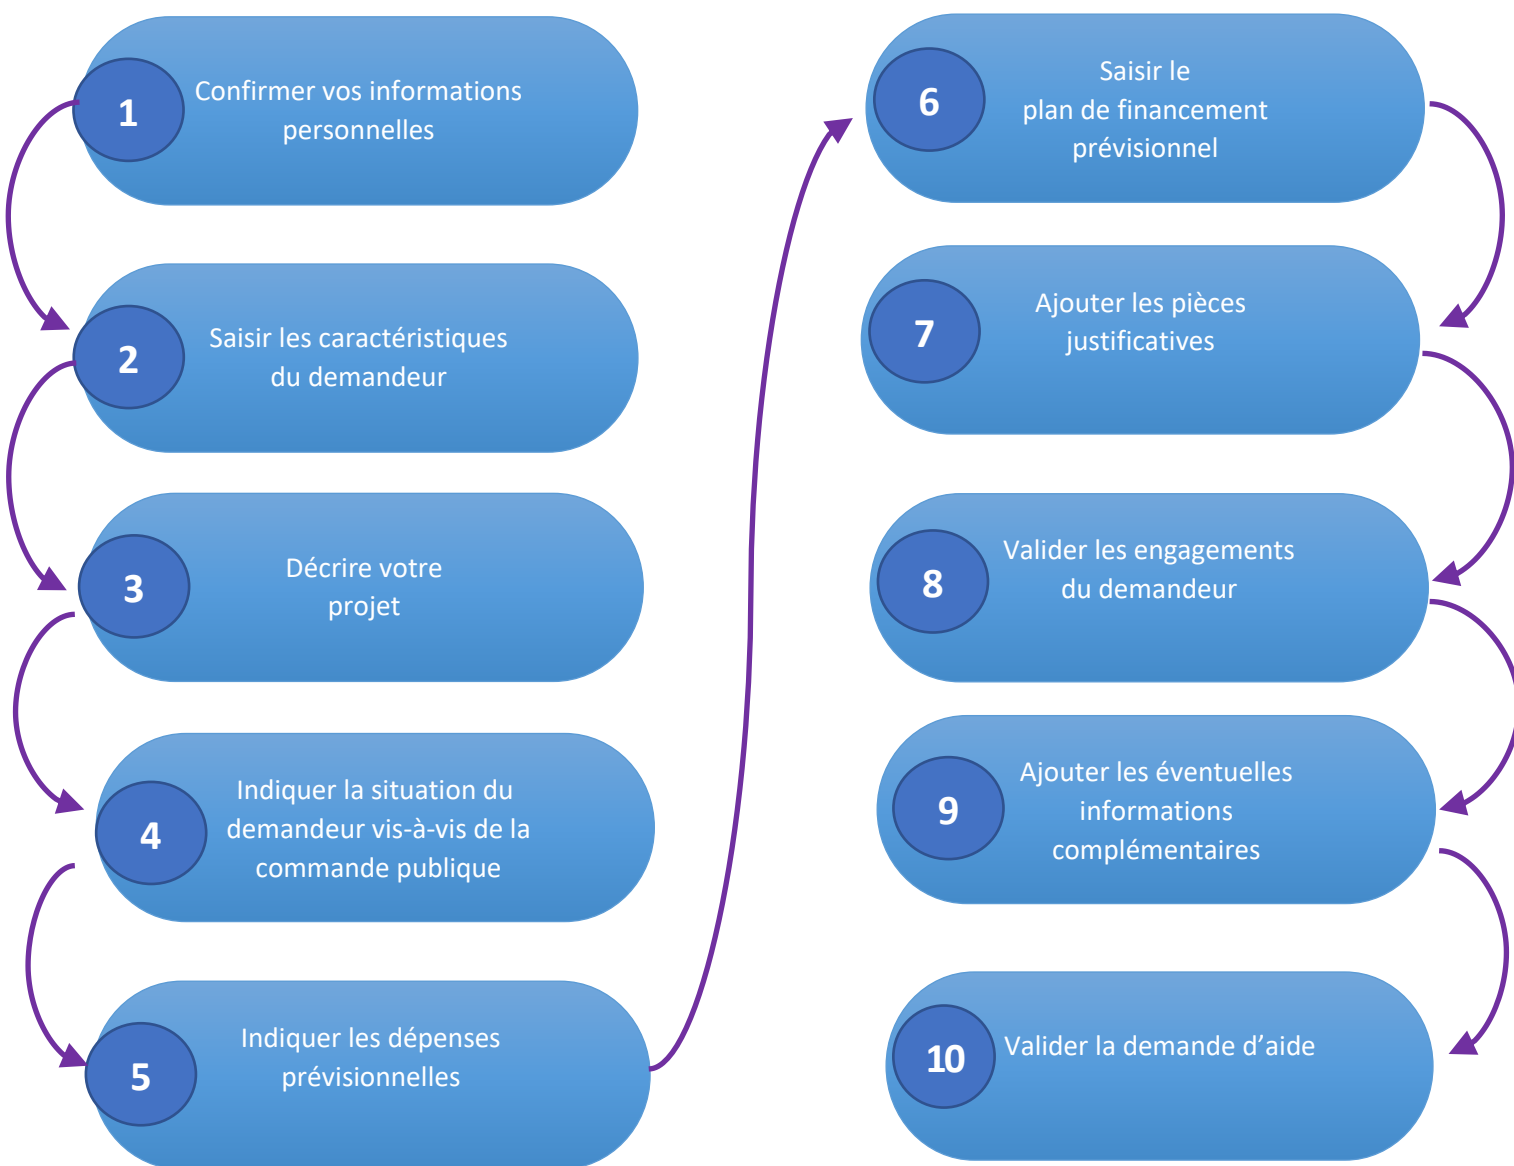 1
Confirmer vos informations
personnelles
2
Saisir les caractéristiques
du demandeur
3
Décrire votre
projet
4
Indiquer la situation du
demandeur vis-à-vis de la
commande publique
5
Indiquer les dépenses
prévisionnelles
6
Saisir le
plan de financement
prévisionnel
7
Ajouter les pièces
justificatives
8
Valider les engagements
du demandeur
9
Ajouter les éventuelles
informations
complémentaires
10
Valider la demande d’aide